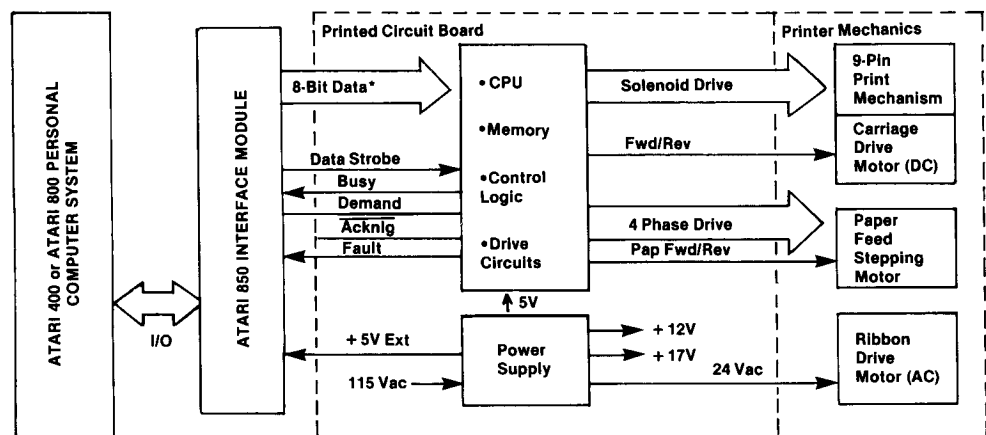 ATARI 400 or ATARI 800 PERSONAL
COMPUTER SYSTEM
I/O
ATARI 850 INTERFACE MODULE
Printed Circuit Board
8-Bit Data*
Data Strobe
Busy
Demand
Acknlg
Fault
+ 5V Ext
115 Vac
•CPU
•Memory
•Control
Logic
•Drive
Circuits
5V
Power
Supply
+ 12V
+ 17V
24 Vac
Solenoid Drive
Fwd/Rev
4 Phase Drive
Pap Fwd/Rev
Printer Mechanics
9-Pin
Print
Mechanism
Carriage
Drive
Motor (DC)
Paper
Feed
Stepping
Motor
Ribbon
Drive
Motor (AC)